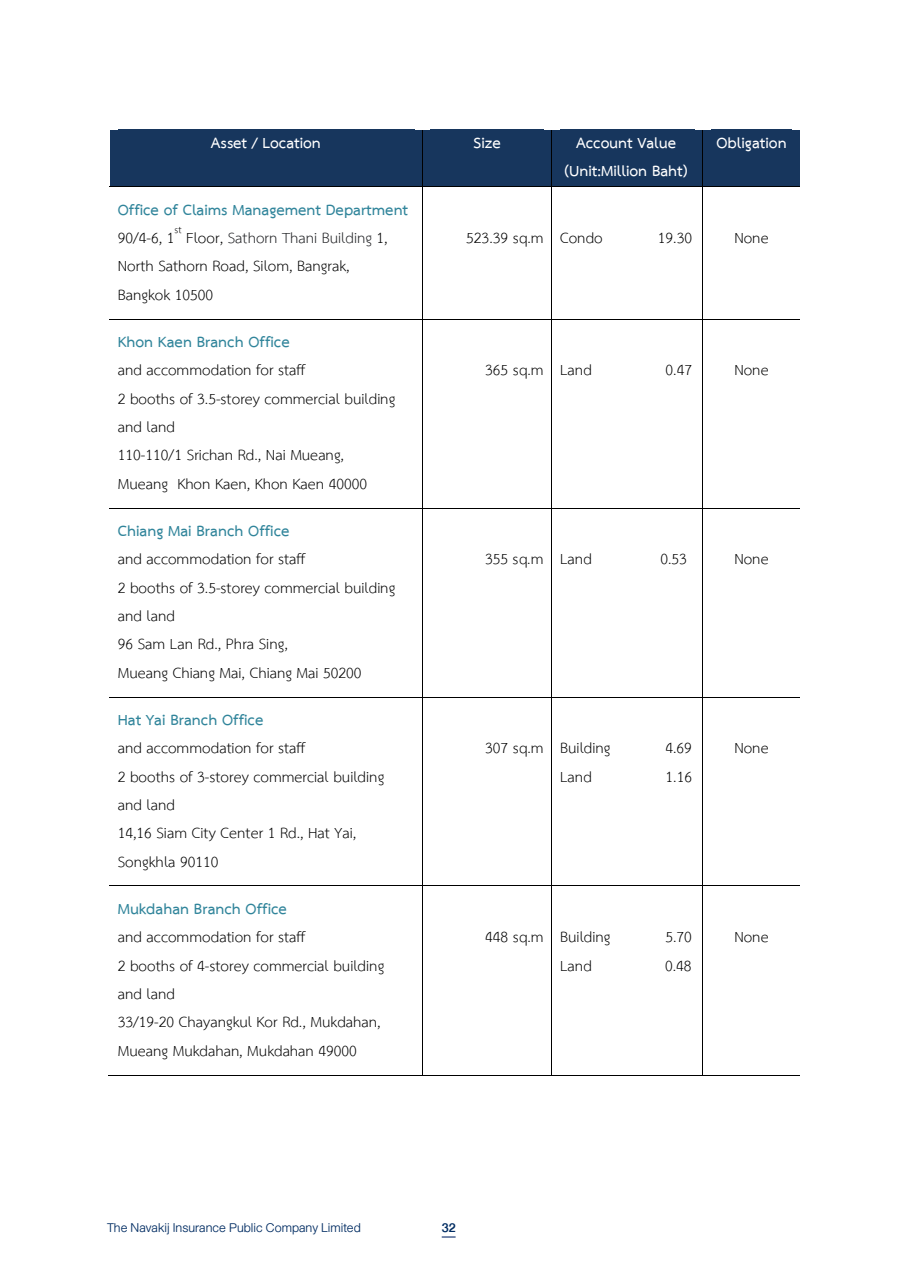 Asset / Location Size Account Value Obligation
(Unit:Million Baht)
Office of Claims Management Department
90/4-6, 1st Floor, Sathorn Thani Building 1, 523.39 sq.m Condo 19.30 None
North Sathorn Road, Silom, Bangrak,
Bangkok 10500
Khon Kaen Branch Office
and accommodation for staff 365 sq.m Land 0.47 None
2 booths of 3.5-storey commercial building
and land
110-110/1 Srichan Rd., Nai Mueang,
Mueang Khon Kaen, Khon Kaen 40000
Chiang Mai Branch Office
and accommodation for staff 355 sq.m Land 0.53 None
2 booths of 3.5-storey commercial building
and land
96 Sam Lan Rd., Phra Sing,
Mueang Chiang Mai, Chiang Mai 50200
Hat Yai Branch Office
and accommodation for staff 307 sq.m Building 4.69 None
2 booths of 3-storey commercial building Land 1.16
and land
14,16 Siam City Center 1 Rd., Hat Yai,
Songkhla 90110
Mukdahan Branch Office
and accommodation for staff 448 sq.m Building 5.70 None
2 booths of 4-storey commercial building Land 0.48
and land
33/19-20 Chayangkul Kor Rd., Mukdahan,
Mueang Mukdahan, Mukdahan 49000
The Navakij Insurance Public Company Limited 32